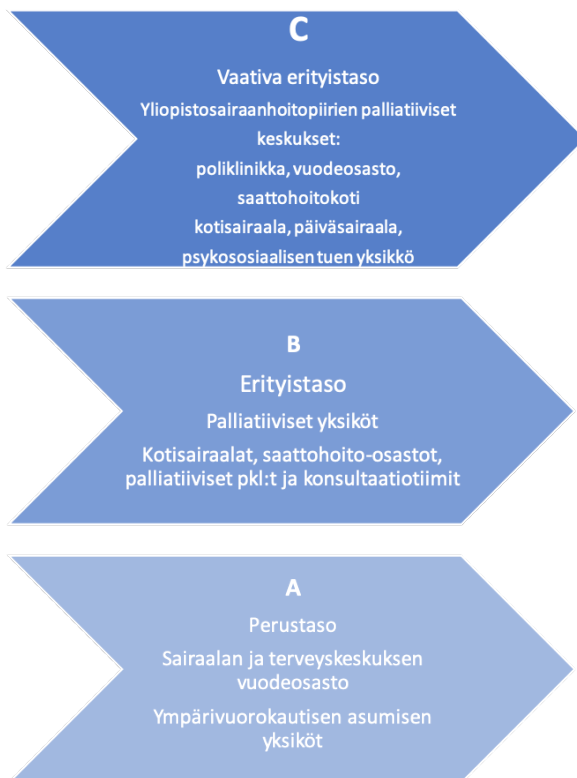 C
Vaativa erityistaso
Yliopistosairaanhoitopiirien palliatiiviset
keskukset:
poliklinikka, vuodeosasto,
saattohoitokoti
kotisairaala, päiväsairaala,
psykososiaalisen tuen yksikkö
B
Erityistaso
Palliatiiviset yksiköt
Kotisairaalat, saattohoito-osastot,
palliatiiviset pkl:t ja konsultaatiotiimit
A
Perustaso
Sairaalan ja terveyskeskuksen
vuodeosasto
Ympärivuorokautisen asumisen
yksiköt